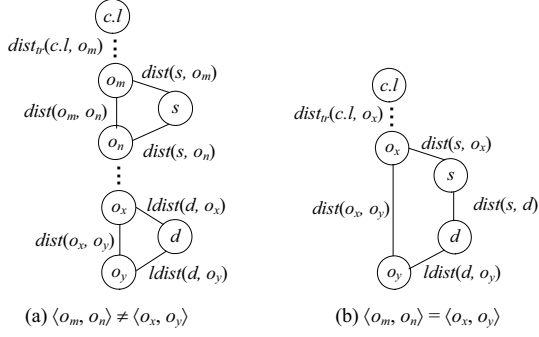 c.l
dist_tr(c.l, o_m)
o_m
dist(s, o_m)
s
dist(o_m, o_n)
o_n
dist(s, o_n)
o_x
ldist(d, o_x)
d
dist(o_x, o_y)
o_y
ldist(d, o_y)
(a) ⟨o_m, o_n⟩ ≠ ⟨o_x, o_y⟩
c.l
dist_tr(c.l, o_x)
o_x
dist(s, o_x)
s
dist(o_x, o_y)
dist(s, d)
d
o_y
ldist(d, o_y)
(b) ⟨o_m, o_n⟩ = ⟨o_x, o_y⟩